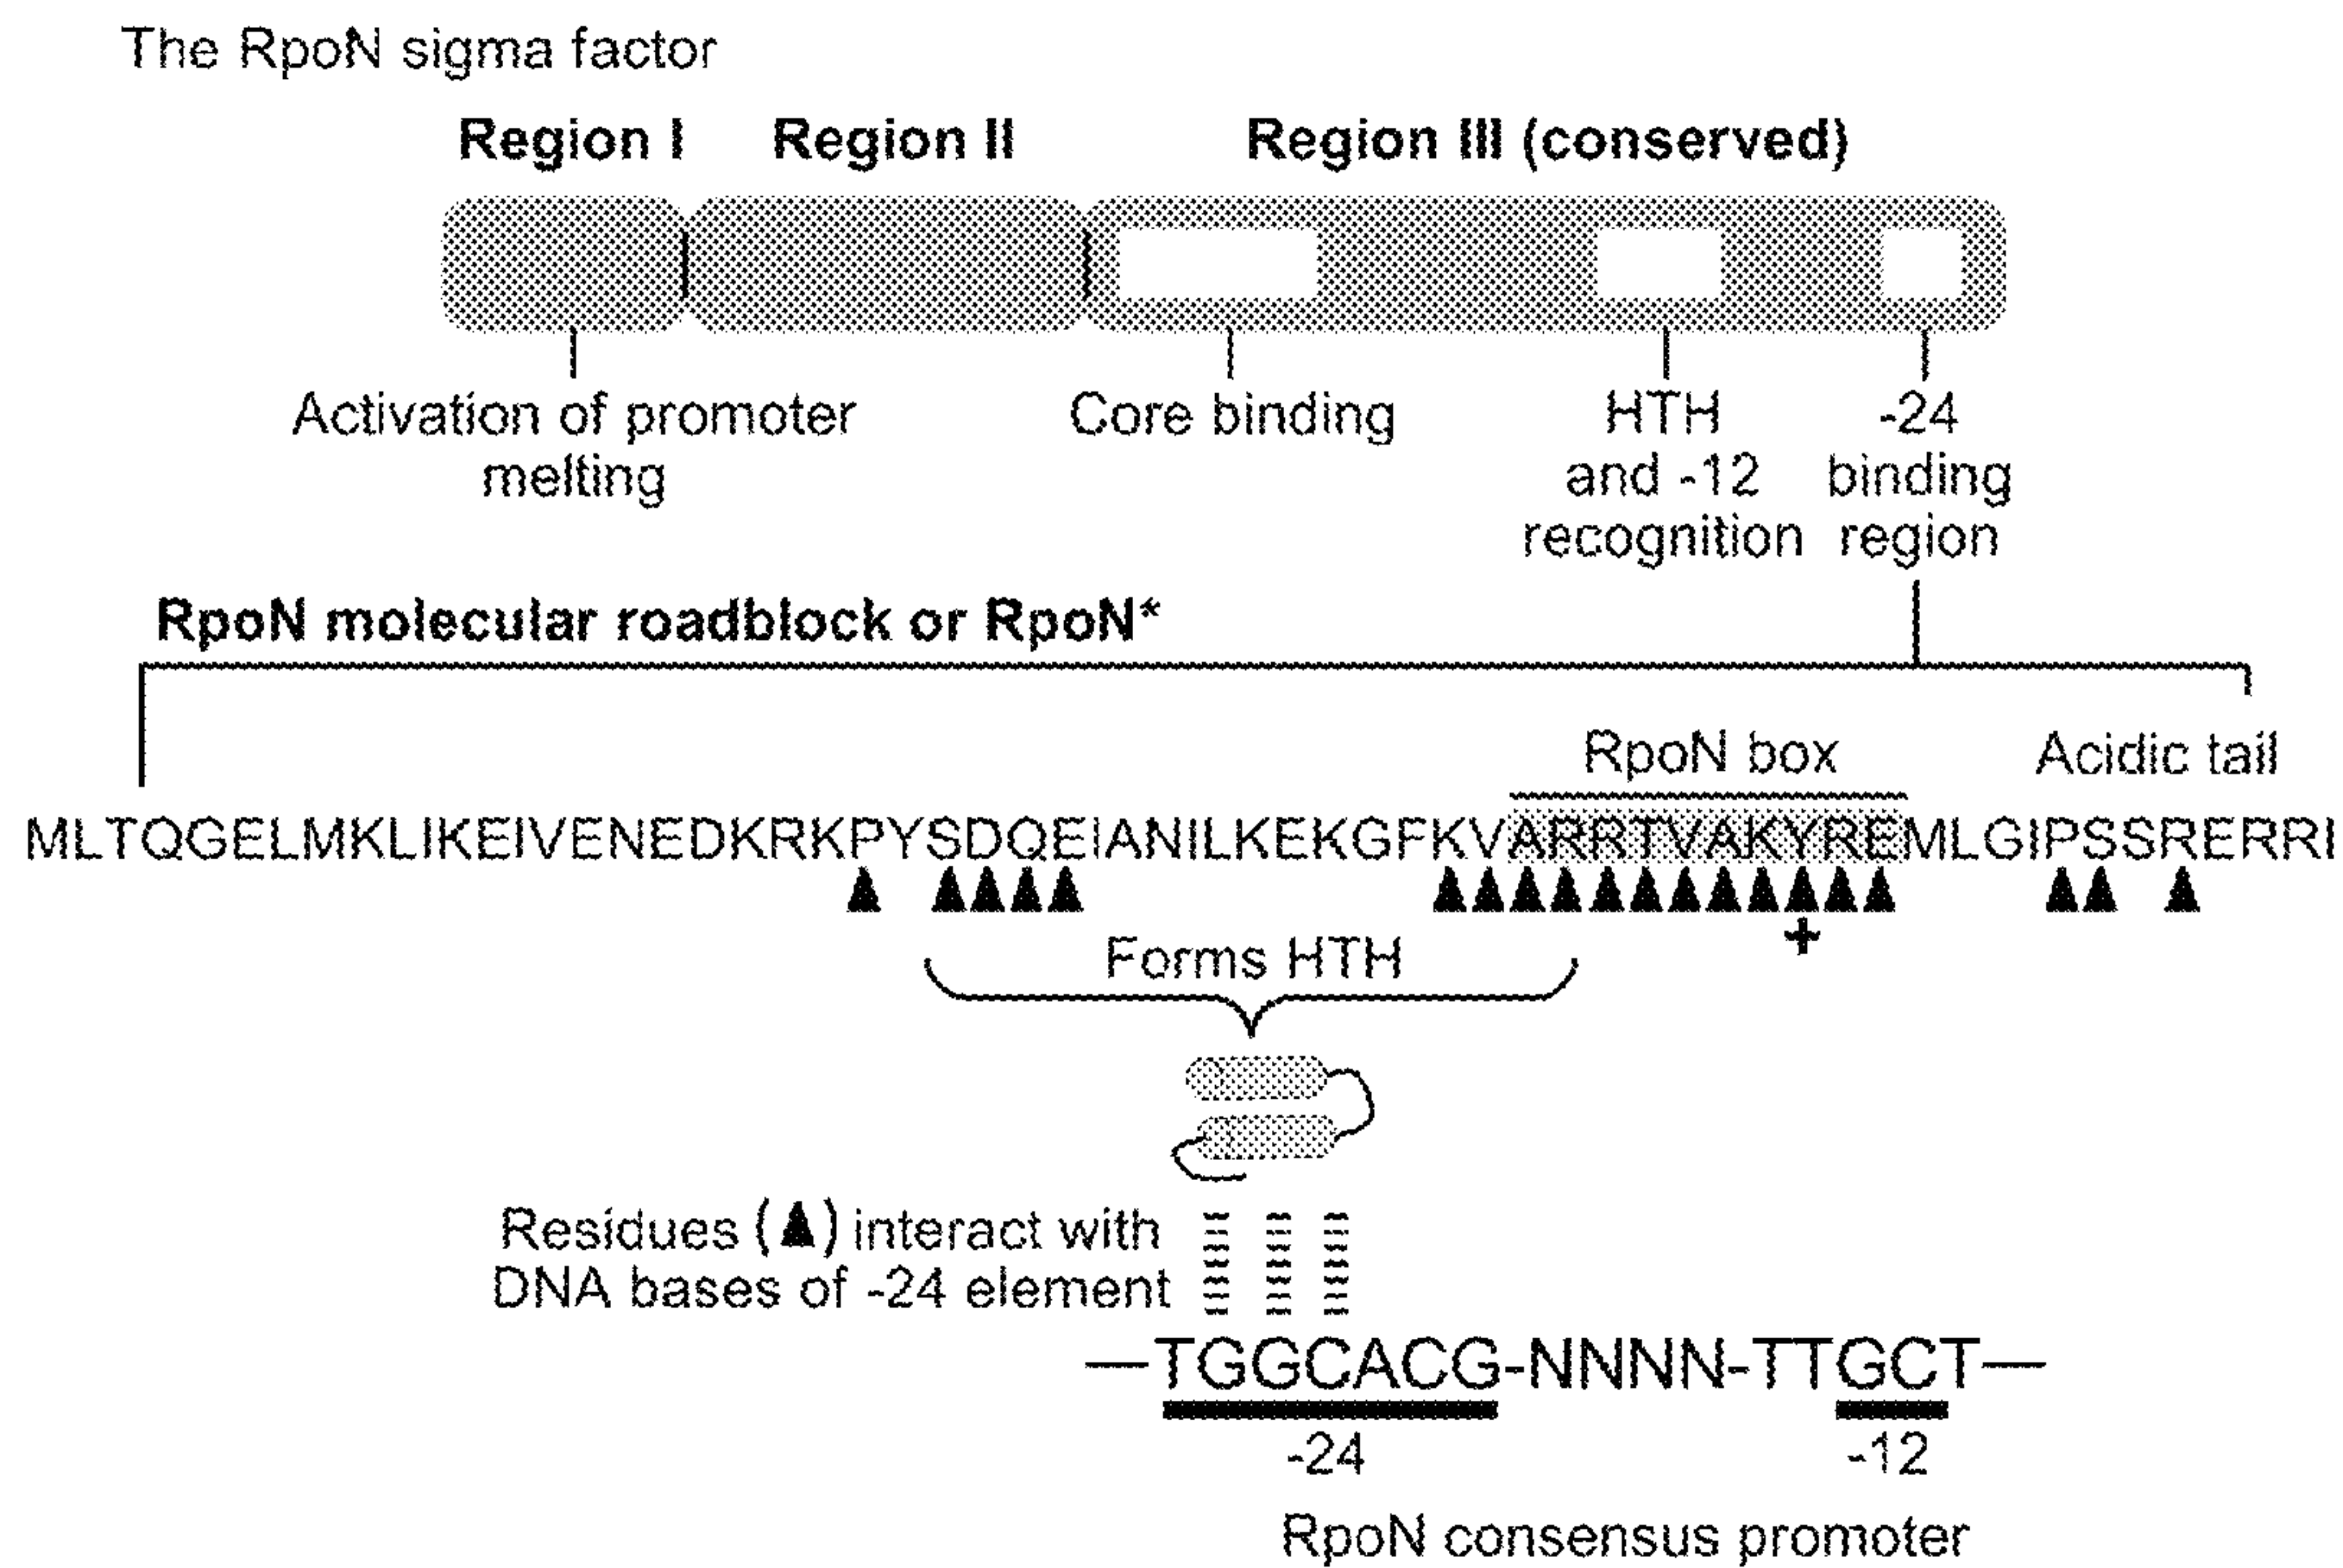 The RpoN sigma factor
Region I Region II Region III (conserved)
Activation of promoter melting
Core binding
HTH and -12 recognition
-24 binding region
RpoN molecular roadblock or RpoN*
RpoN box Acidic tail
MLTQGELMKLIKEIVENEDKRKPYSDQEIANILKEKGFKVARRTVAKYREMLGIPSSRERRI
+
Forms HTH
Residues (▲) interact with
DNA bases of -24 element
—TGGCACG-NNNN-TTGCT—
-24 -12
RpoN consensus promoter